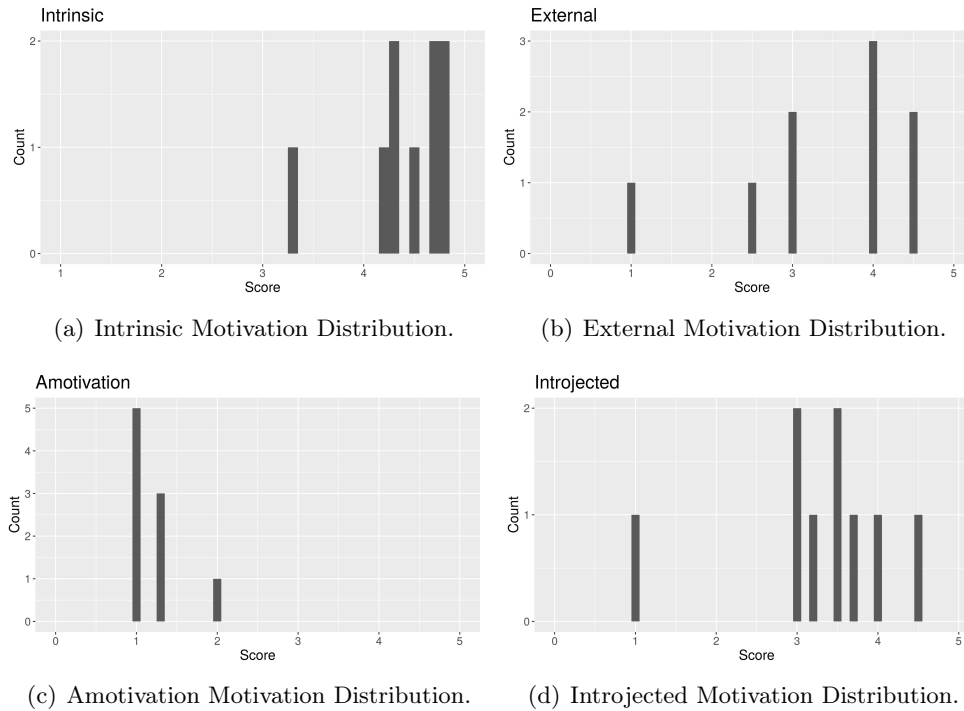 Intrinsic
2
1
0
Count
1 2 3 4 5
Score
(a) Intrinsic Motivation Distribution.
External
3
2
1
0
Count
0 1 2 3 4 5
Score
(b) External Motivation Distribution.
Amotivation
5
4
3
2
1
0
Count
0 1 2 3 4 5
Score
(c) Amotivation Motivation Distribution.
Introjected
2
1
0
Count
0 1 2 3 4 5
Score
(d) Introjected Motivation Distribution.